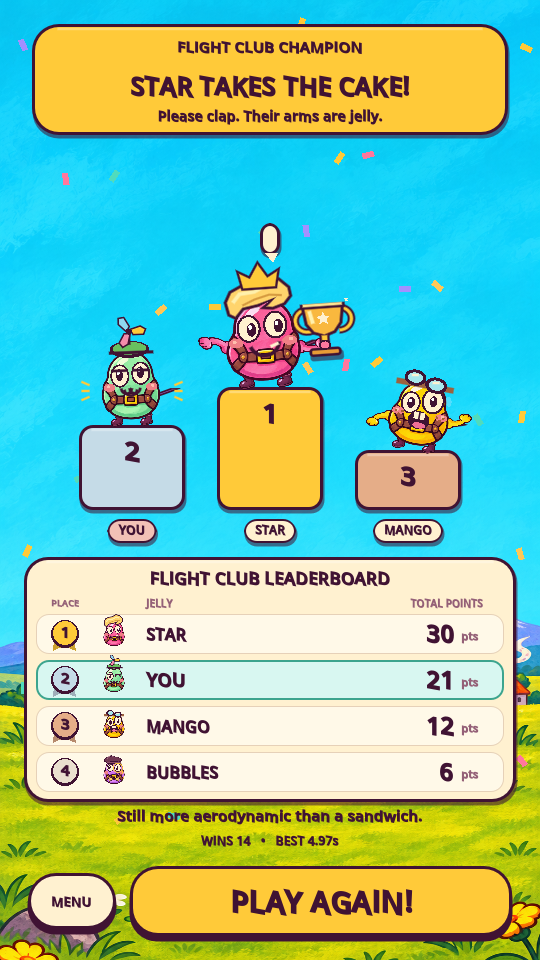 FLIGHT CLUB CHAMPION
STAR TAKES THE CAKE!
Please clap. Their arms are jelly.
1
2
3
YOU
STAR
MANGO
FLIGHT CLUB LEADERBOARD
PLACE JELLY TOTAL POINTS
1 STAR 30 pts
2 YOU 21 pts
3 MANGO 12 pts
4 BUBBLES 6 pts
Still more aerodynamic than a sandwich.
WINS 14 • BEST 4.97s
MENU
PLAY AGAIN!